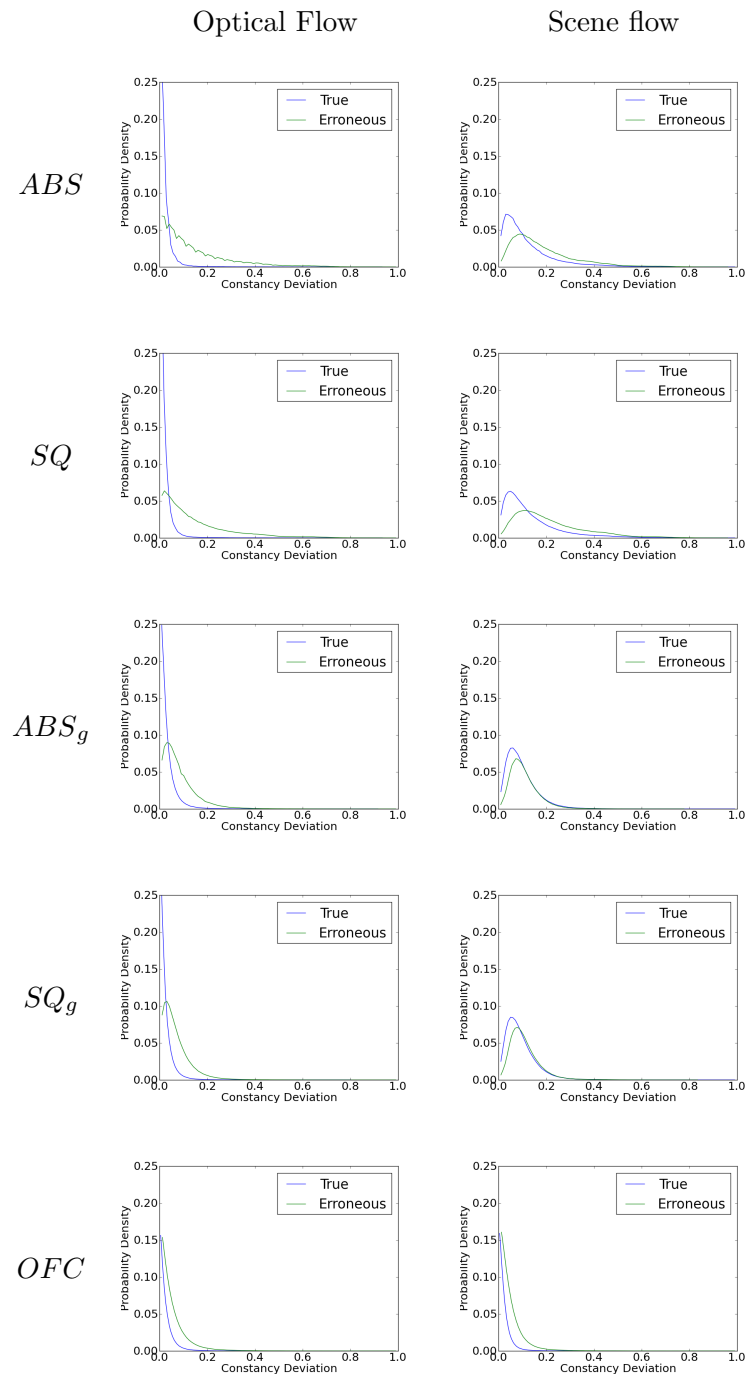 Optical Flow Scene flow
ABS
0.25
0.20
0.15
0.10
0.05
0.00
Probability Density
True
Erroneous
0.0 0.2 0.4 0.6 0.8 1.0
Constancy Deviation
0.25
0.20
0.15
0.10
0.05
0.00
Probability Density
True
Erroneous
0.0 0.2 0.4 0.6 0.8 1.0
Constancy Deviation
SQ
0.25
0.20
0.15
0.10
0.05
0.00
Probability Density
True
Erroneous
0.0 0.2 0.4 0.6 0.8 1.0
Constancy Deviation
0.25
0.20
0.15
0.10
0.05
0.00
Probability Density
True
Erroneous
0.0 0.2 0.4 0.6 0.8 1.0
Constancy Deviation
ABS_g
0.25
0.20
0.15
0.10
0.05
0.00
Probability Density
True
Erroneous
0.0 0.2 0.4 0.6 0.8 1.0
Constancy Deviation
0.25
0.20
0.15
0.10
0.05
0.00
Probability Density
True
Erroneous
0.0 0.2 0.4 0.6 0.8 1.0
Constancy Deviation
SQ_g
0.25
0.20
0.15
0.10
0.05
0.00
Probability Density
True
Erroneous
0.0 0.2 0.4 0.6 0.8 1.0
Constancy Deviation
0.25
0.20
0.15
0.10
0.05
0.00
Probability Density
True
Erroneous
0.0 0.2 0.4 0.6 0.8 1.0
Constancy Deviation
OFC
0.25
0.20
0.15
0.10
0.05
0.00
Probability Density
True
Erroneous
0.0 0.2 0.4 0.6 0.8 1.0
Constancy Deviation
0.25
0.20
0.15
0.10
0.05
0.00
Probability Density
True
Erroneous
0.0 0.2 0.4 0.6 0.8 1.0
Constancy Deviation